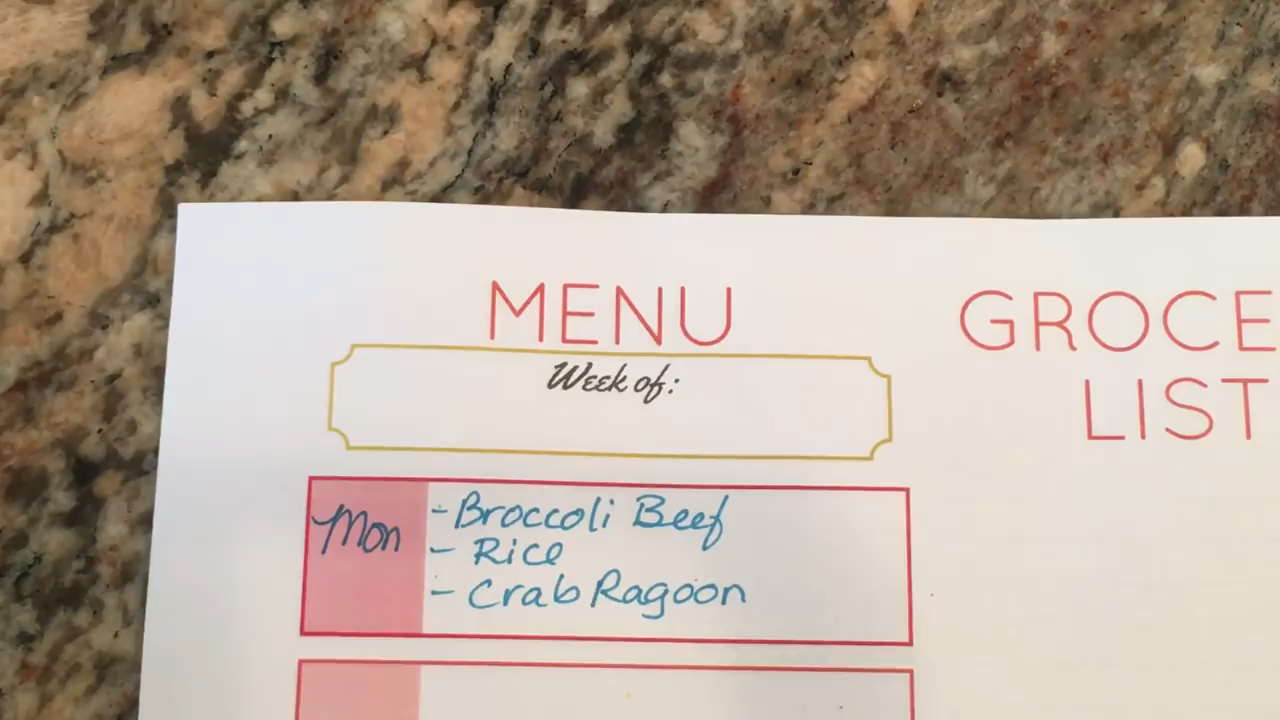 MENU
Week of:
Mon
- Broccoli Beef
- Rice
- Crab Ragoon
GROCE
LIST